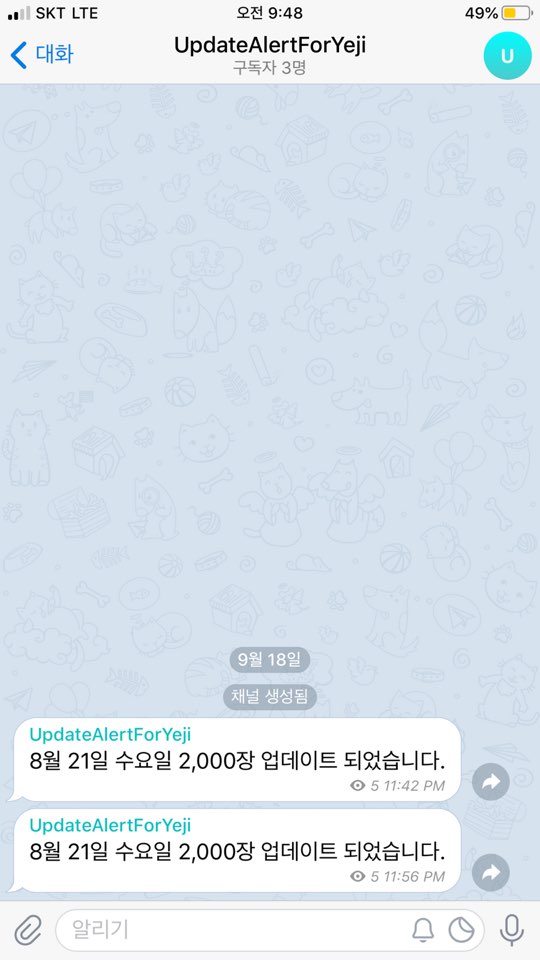 SKT LTE 오전 9:48 49%
대화 UpdateAlertForYeji U
구독자 3명
9월 18일
채널 생성됨
UpdateAlertForYeji
8월 21일 수요일 2,000장 업데이트 되었습니다.
5 11:42 PM
UpdateAlertForYeji
8월 21일 수요일 2,000장 업데이트 되었습니다.
5 11:56 PM
알리기